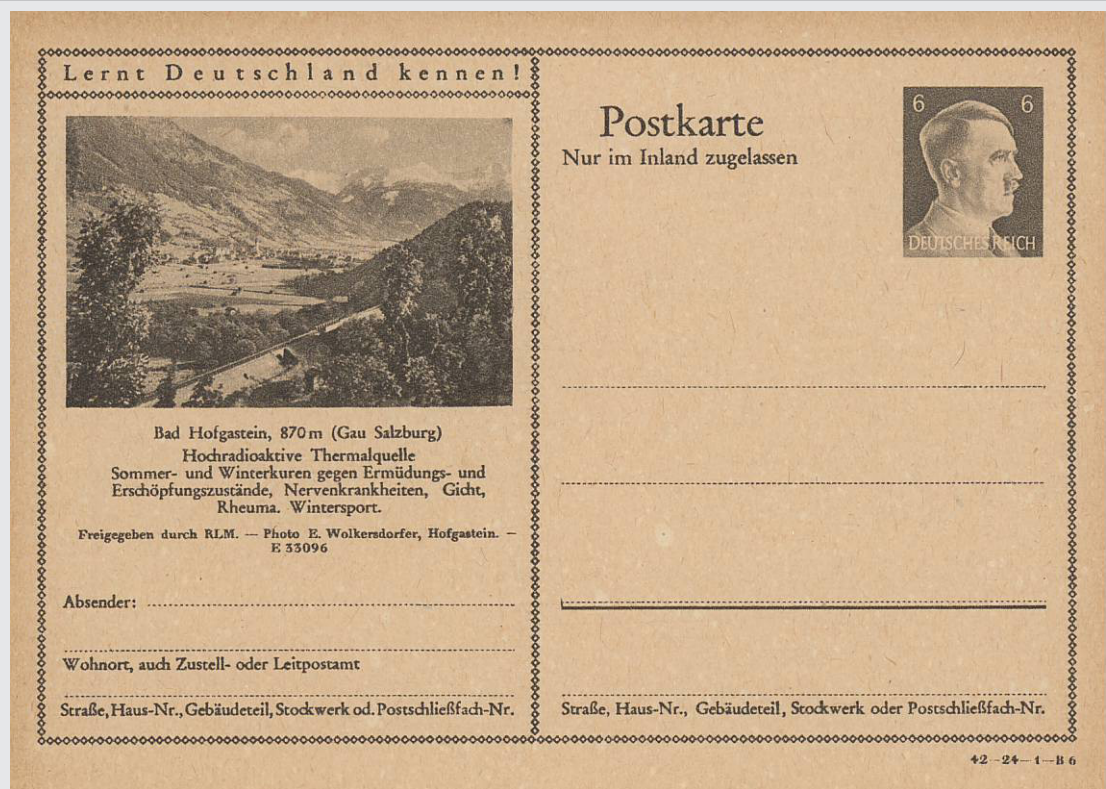 Lernt Deutschland kennen!
Bad Hofgastein, 870 m (Gau Salzburg)
Hochradioaktive Thermalquelle
Sommer- und Winterkuren gegen Ermüdungs- und
Erschöpfungszustände, Nervenkrankheiten, Gicht,
Rheuma. Wintersport.
Freigegeben durch RLM. — Photo E. Wolkersdorfer, Hofgastein. —
E 33096
Absender:
Wohnort, auch Zustell- oder Leitpostamt
Straße, Haus-Nr., Gebäudeteil, Stockwerk od. Postschließfach-Nr.
Postkarte
Nur im Inland zugelassen
6 6
DEUTSCHES REICH
Straße, Haus-Nr., Gebäudeteil, Stockwerk oder Postschließfach-Nr.
42—24—1—B 6